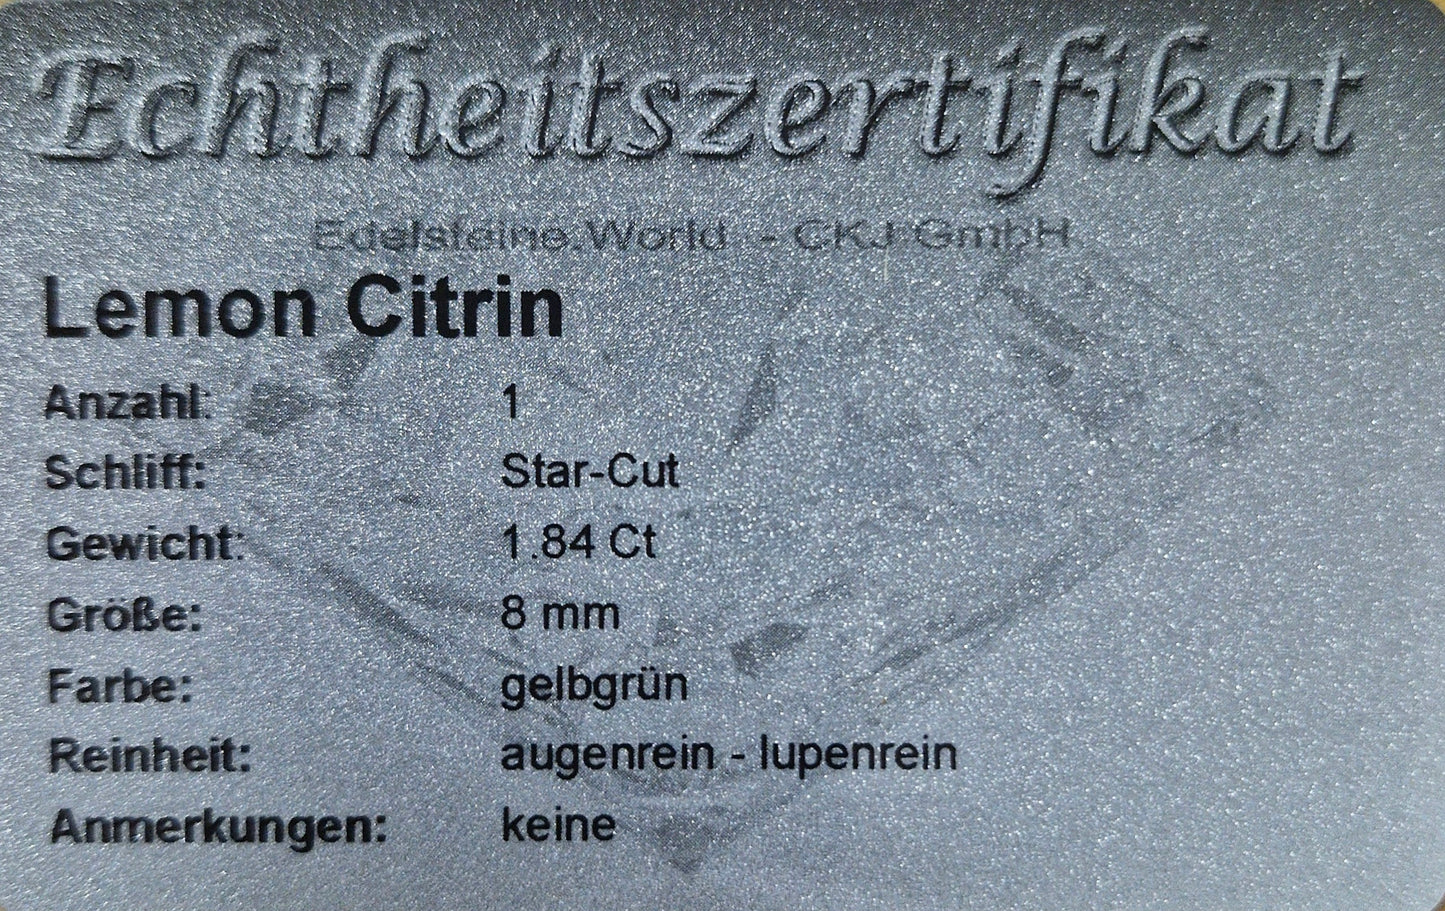 Echtheitszertifikat
Edelsteine.World - CKJ GmbH
Lemon Citrin
Anzahl: 1
Schliff: Star-Cut
Gewicht: 1.84 Ct
Größe: 8 mm
Farbe: gelbgrün
Reinheit: augenrein - lupenrein
Anmerkungen: keine